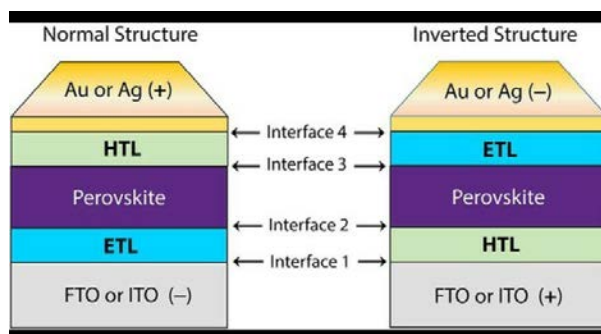 Normal Structure
Inverted Structure
Au or Ag (+)
Au or Ag (–)
Interface 4
HTL
ETL
Interface 3
Perovskite
Perovskite
Interface 2
ETL
HTL
Interface 1
FTO or ITO (–)
FTO or ITO (+)